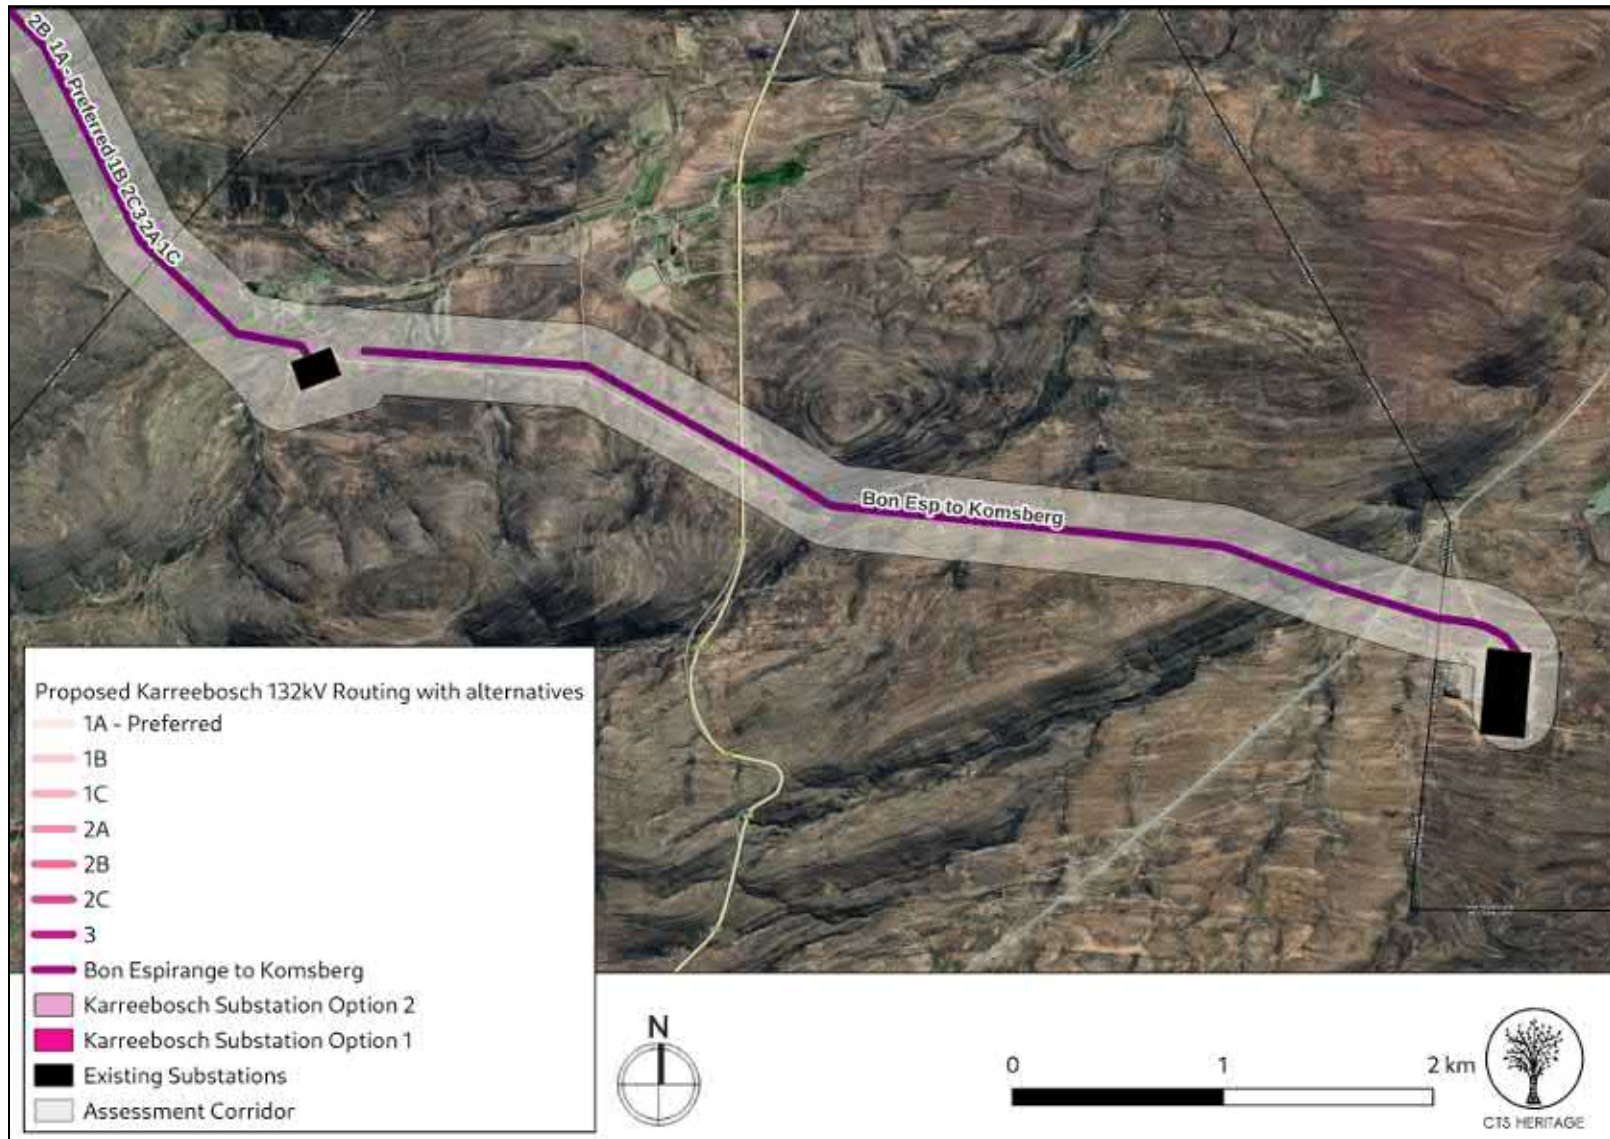 2B 1A - Preferred 1B 2C3 2A 1C
Bon Esp to Komsberg
Proposed Karreebosch 132kV Routing with alternatives
1A - Preferred
1B
1C
2A
2B
2C
3
Bon Espirange to Komsberg
Karreebosch Substation Option 2
Karreebosch Substation Option 1
Existing Substations
Assessment Corridor
N
0 1 2 km
CTS HERITAGE